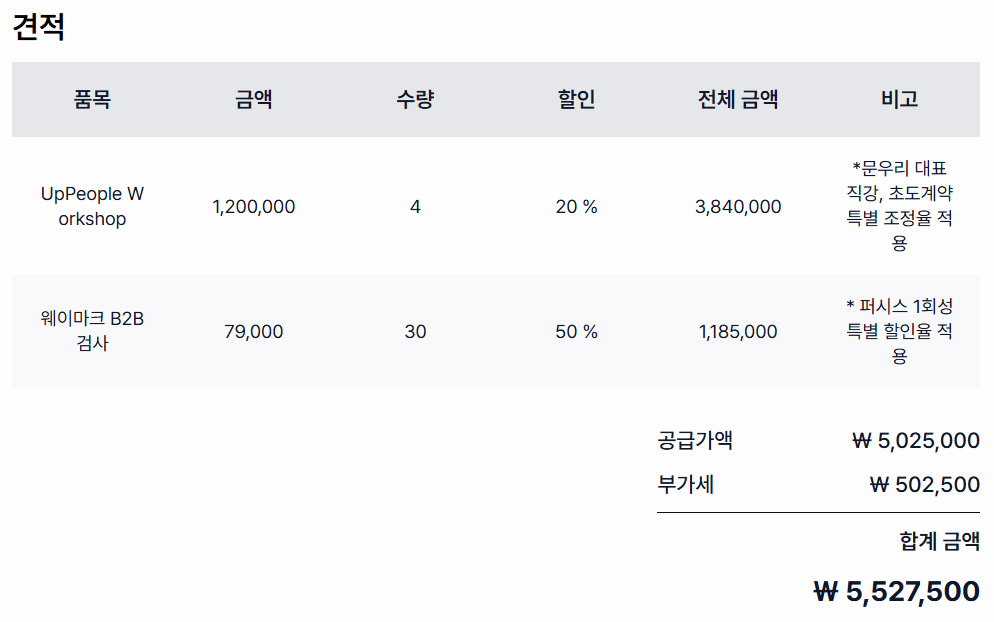 견적
품목 금액 수량 할인 전체 금액 비고
UpPeople W
orkshop
1,200,000 4 20 % 3,840,000
*문우리 대표
직강, 초도계약
특별 조정율 적
용
웨이마크 B2B
검사
79,000 30 50 % 1,185,000
* 퍼시스 1회성
특별 할인율 적
용
공급가액 ₩ 5,025,000
부가세 ₩ 502,500
합계 금액
₩ 5,527,500